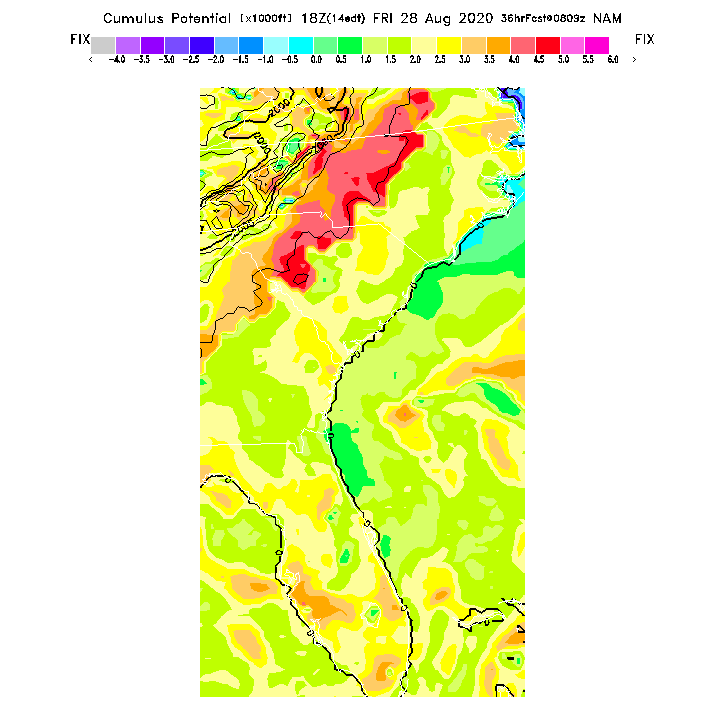 Cumulus Potential [x1000ft] 18Z(14edt) FRI 28 Aug 2020 36hrFcst@0809z NAM
FIX FIX
< -4.0 -3.5 -3.0 -2.5 -2.0 -1.5 -1.0 -0.5 0.0 0.5 1.0 1.5 2.0 2.5 3.0 3.5 4.0 4.5 5.0 5.5 6.0 >
2000
2000